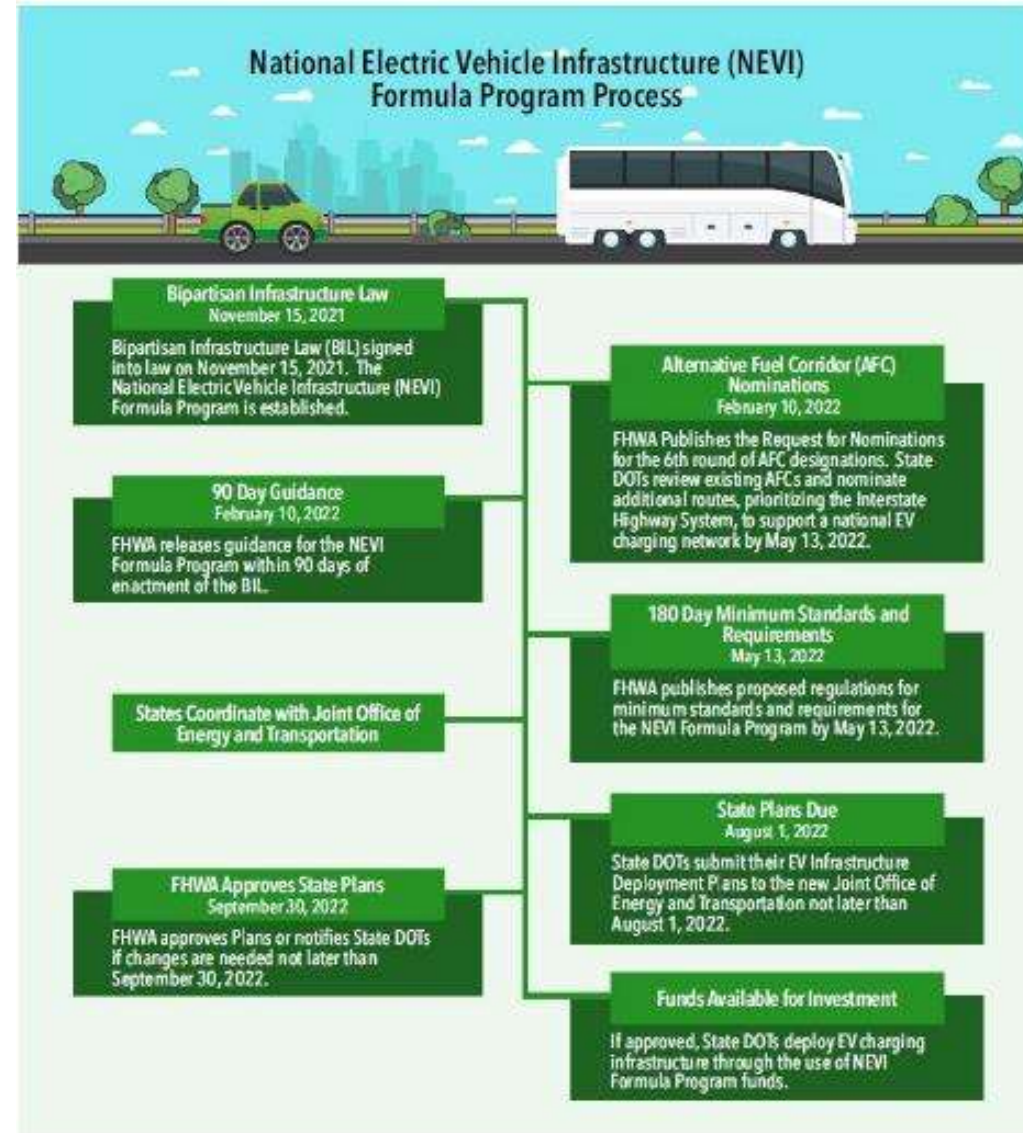 National Electric Vehicle Infrastructure (NEVI)
Formula Program Process
Bipartisan Infrastructure Law
November 15, 2021
Bipartisan Infrastructure Law (BIL) signed
into law on November 15, 2021. The
National Electric Vehicle Infrastructure (NEVI)
Formula Program is established.
Alternative Fuel Corridor (AFC)
Nominations
February 10, 2022
FHWA Publishes the Request for Nominations
for the 6th round of AFC designations. State
DOTs review existing AFCs and nominate
additional routes, prioritizing the Interstate
Highway System, to support a national EV
charging network by May 13, 2022.
90 Day Guidance
February 10, 2022
FHWA releases guidance for the NEVI
Formula Program within 90 days of
enactment of the BIL.
180 Day Minimum Standards and
Requirements
May 13, 2022
FHWA publishes proposed regulations for
minimum standards and requirements for
the NEVI Formula Program by May 13, 2022.
States Coordinate with Joint Office of
Energy and Transportation
State Plans Due
August 1, 2022
State DOTs submit their EV Infrastructure
Deployment Plans to the new Joint Office of
Energy and Transportation not later than
August 1, 2022.
FHWA Approves State Plans
September 30, 2022
FHWA approves Plans or notifies State DOTs
if changes are needed not later than
September 30, 2022.
Funds Available for Investment
If approved, State DOTs deploy EV charging
infrastructure through the use of NEVI
Formula Program funds.